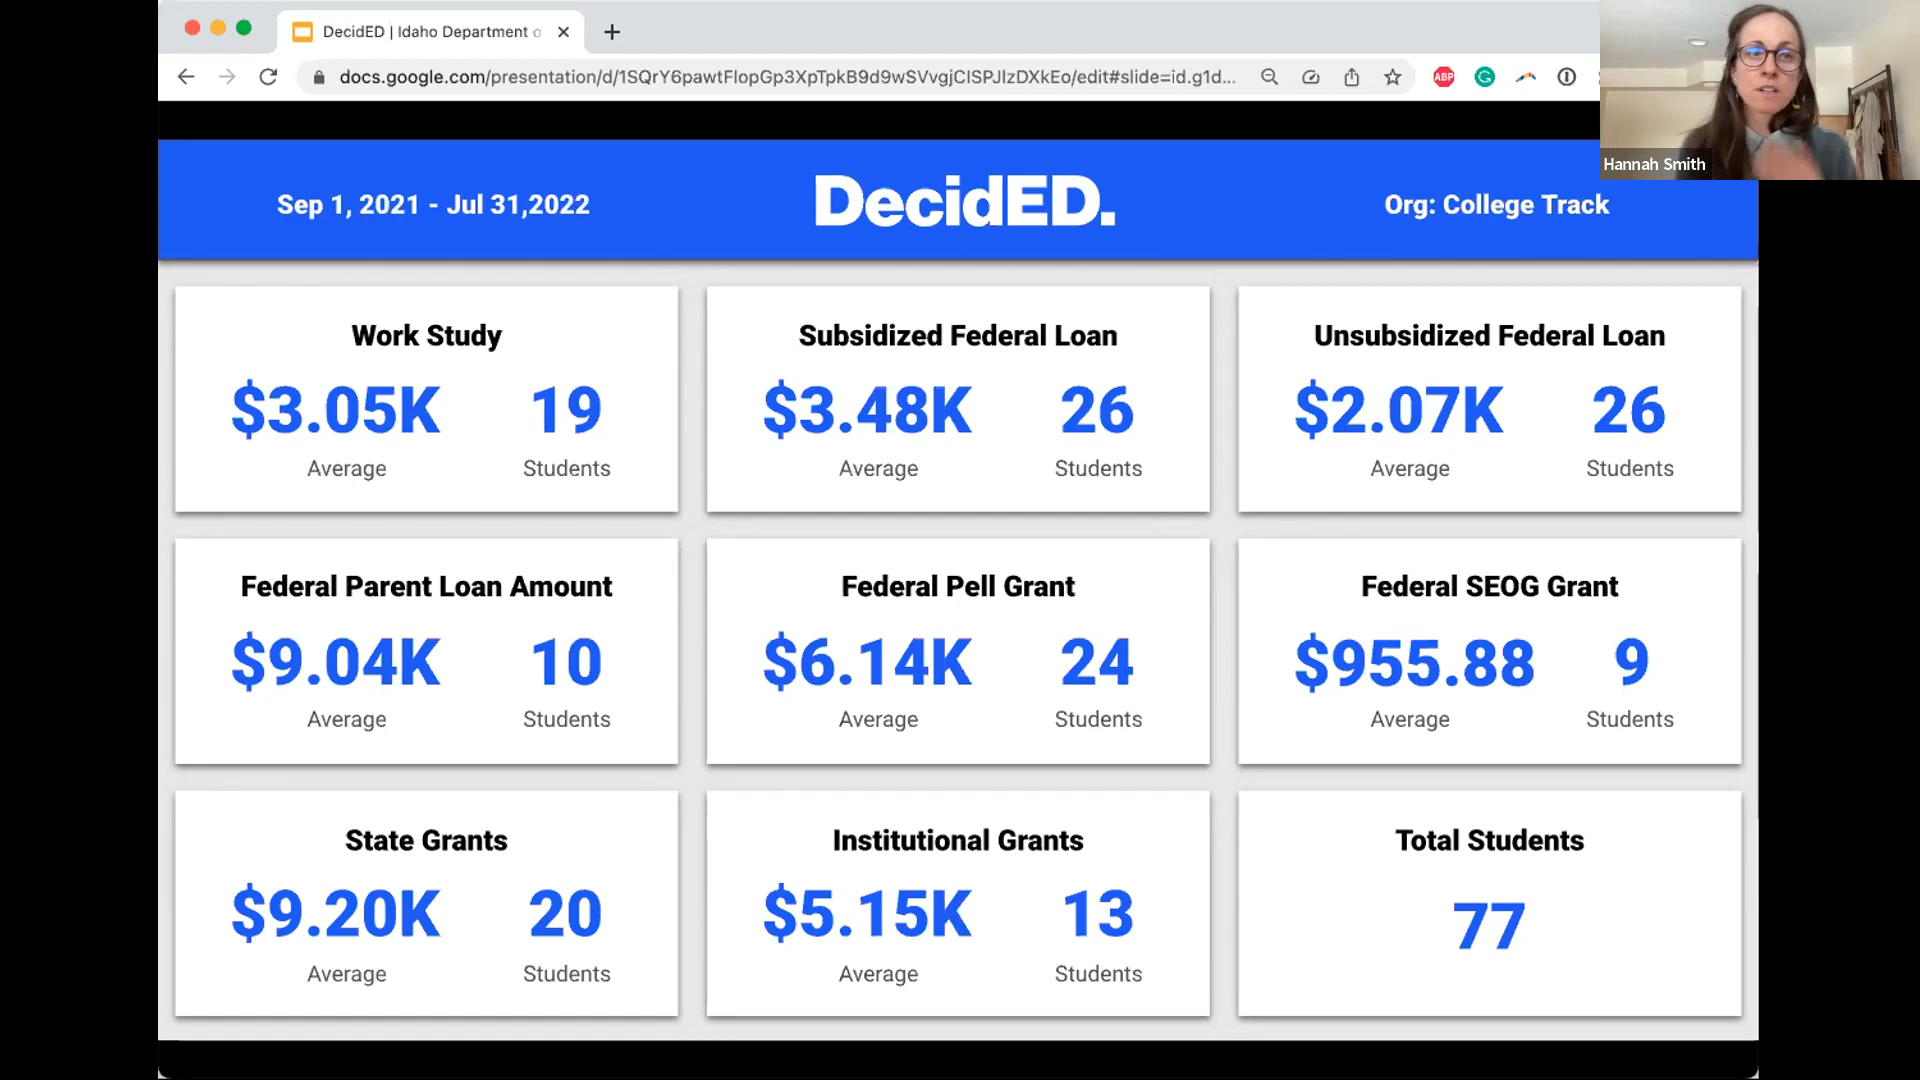 DecidED | Idaho Department o
docs.google.com/presentation/d/1SQrY6pawtFlopGp3XpTpkB9d9wSVvgjClSPJlzDXkEo/edit#slide=id.g1d...
ABP
Hannah Smith
Sep 1, 2021 - Jul 31,2022
DecidED.
Org: College Track
Work Study
$3.05K 19
Average Students
Subsidized Federal Loan
$3.48K 26
Average Students
Unsubsidized Federal Loan
$2.07K 26
Average Students
Federal Parent Loan Amount
$9.04K 10
Average Students
Federal Pell Grant
$6.14K 24
Average Students
Federal SEOG Grant
$955.88 9
Average Students
State Grants
$9.20K 20
Average Students
Institutional Grants
$5.15K 13
Average Students
Total Students
77